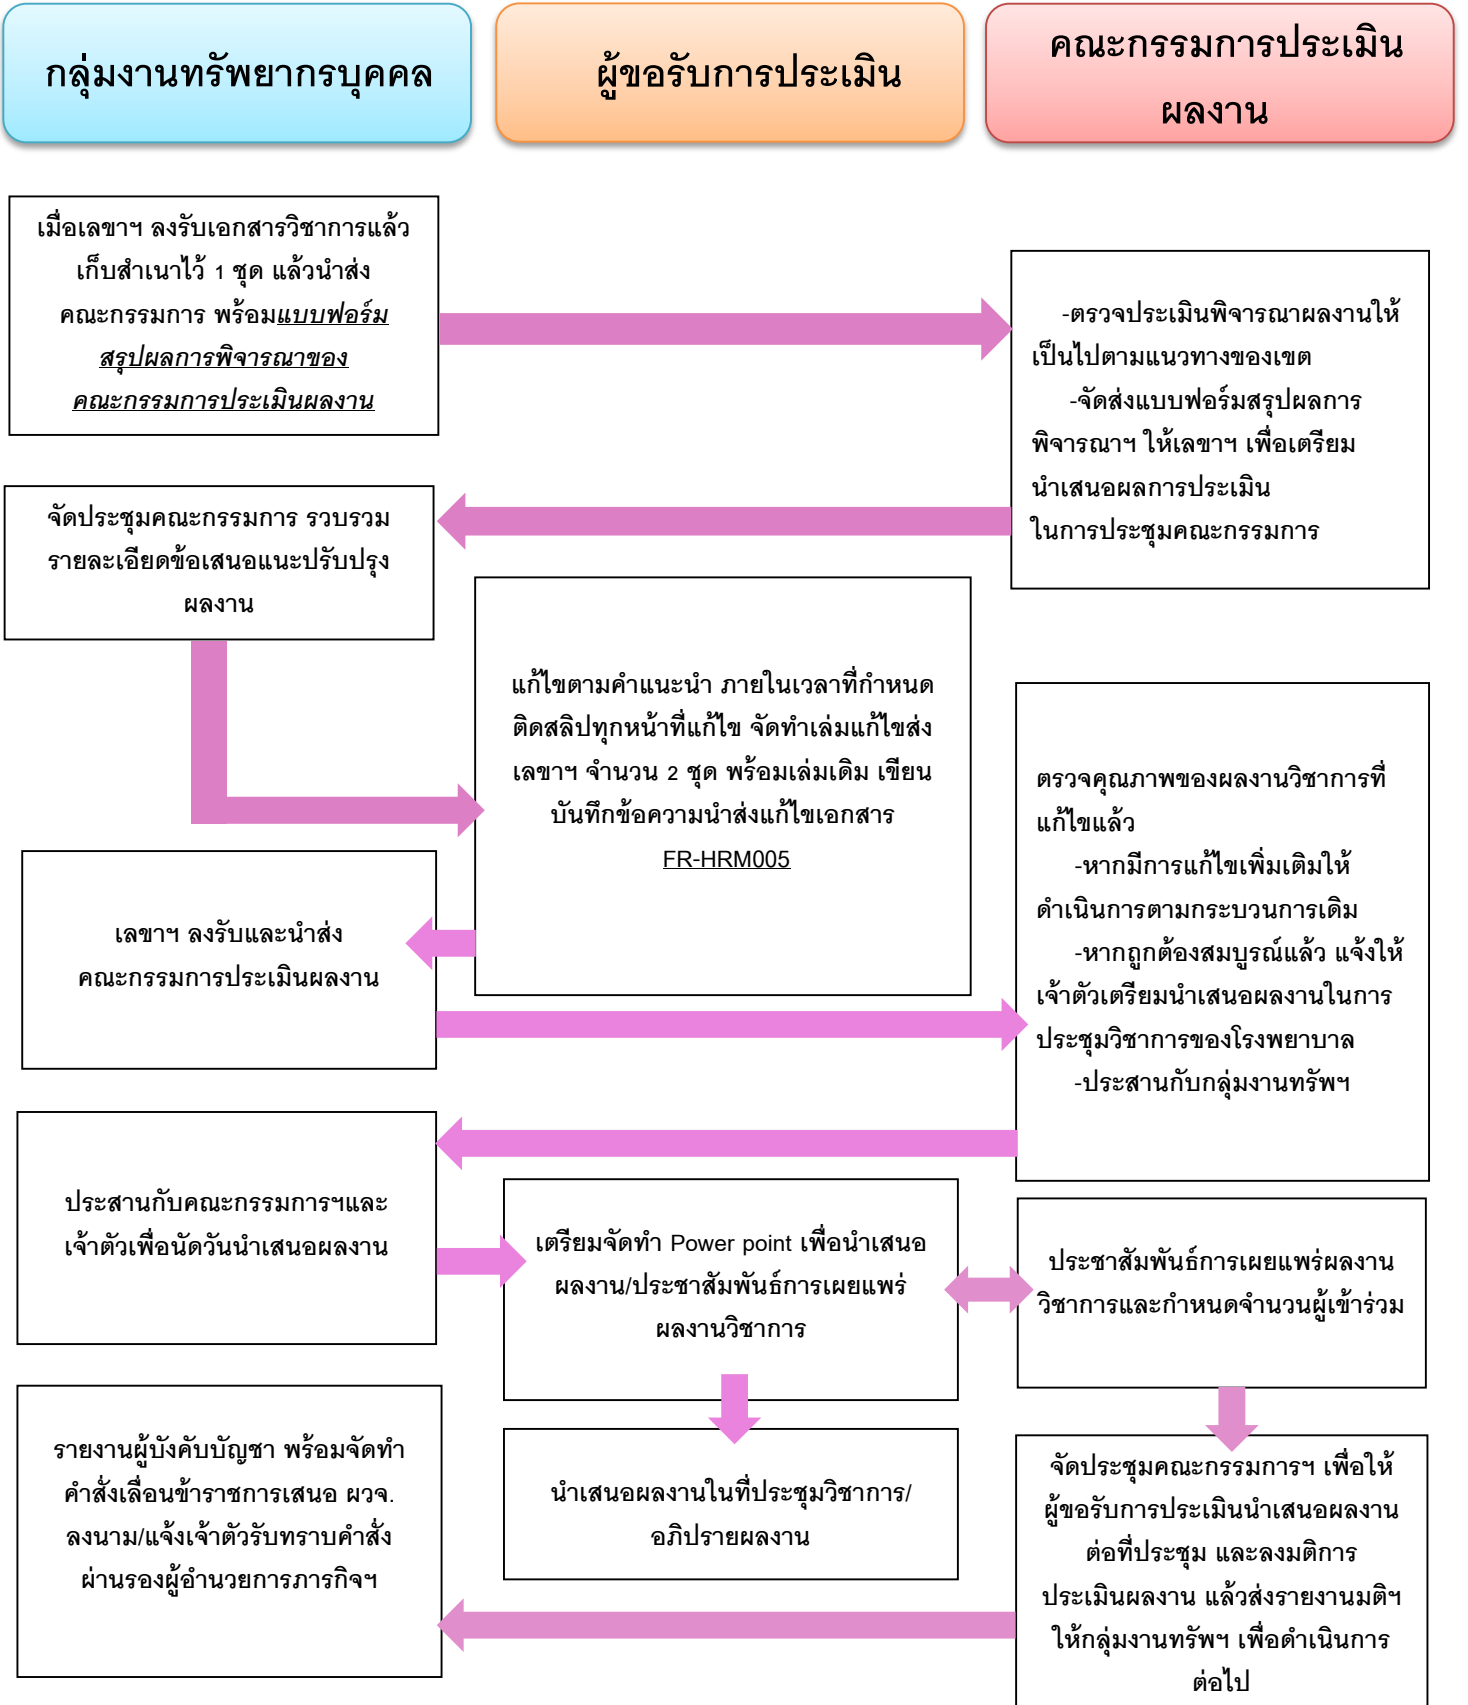 กลุ่มงานทรัพยากรบุคคล
ผู้ขอรับการประเมิน
คณะกรรมการประเมิน
ผลงาน
เมื่อเลขาฯ ลงรับเอกสารวิชาการแล้ว
เก็บสำเนาไว้ 1 ชุด แล้วนำส่ง
คณะกรรมการ พร้อมแบบฟอร์ม
สรุปผลการพิจารณาของ
คณะกรรมการประเมินผลงาน
-ตรวจประเมินพิจารณาผลงานให้
เป็นไปตามแนวทางของเขต
-จัดส่งแบบฟอร์มสรุปผลการ
พิจารณาฯ ให้เลขาฯ เพื่อเตรียม
นำเสนอผลการประเมิน
ในการประชุมคณะกรรมการ
จัดประชุมคณะกรรมการ รวบรวม
รายละเอียดข้อเสนอแนะปรับปรุง
ผลงาน
แก้ไขตามคำแนะนำ ภายในเวลาที่กำหนด
ติดสลิปทุกหน้าที่แก้ไข จัดทำเล่มแก้ไขส่ง
เลขาฯ จำนวน 2 ชุด พร้อมเล่มเดิม เขียน
บันทึกข้อความนำส่งแก้ไขเอกสาร
FR-HRM005
เลขาฯ ลงรับและนำส่ง
คณะกรรมการประเมินผลงาน
ตรวจคุณภาพของผลงานวิชาการที่
แก้ไขแล้ว
-หากมีการแก้ไขเพิ่มเติมให้
ดำเนินการตามกระบวนการเดิม
-หากถูกต้องสมบูรณ์แล้ว แจ้งให้
เจ้าตัวเตรียมนำเสนอผลงานในการ
ประชุมวิชาการของโรงพยาบาล
-ประสานกับกลุ่มงานทรัพฯ
ประสานกับคณะกรรมการฯและ
เจ้าตัวเพื่อนัดวันนำเสนอผลงาน
เตรียมจัดทำ Power point เพื่อนำเสนอ
ผลงาน/ประชาสัมพันธ์การเผยแพร่
ผลงานวิชาการ
ประชาสัมพันธ์การเผยแพร่ผลงาน
วิชาการและกำหนดจำนวนผู้เข้าร่วม
รายงานผู้บังคับบัญชา พร้อมจัดทำ
คำสั่งเลื่อนข้าราชการเสนอ ผวจ.
ลงนาม/แจ้งเจ้าตัวรับทราบคำสั่ง
ผ่านรองผู้อำนวยการภารกิจฯ
นำเสนอผลงานในที่ประชุมวิชาการ/
อภิปรายผลงาน
จัดประชุมคณะกรรมการฯ เพื่อให้
ผู้ขอรับการประเมินนำเสนอผลงาน
ต่อที่ประชุม และลงมติการ
ประเมินผลงาน แล้วส่งรายงานมติฯ
ให้กลุ่มงานทรัพฯ เพื่อดำเนินการ
ต่อไป